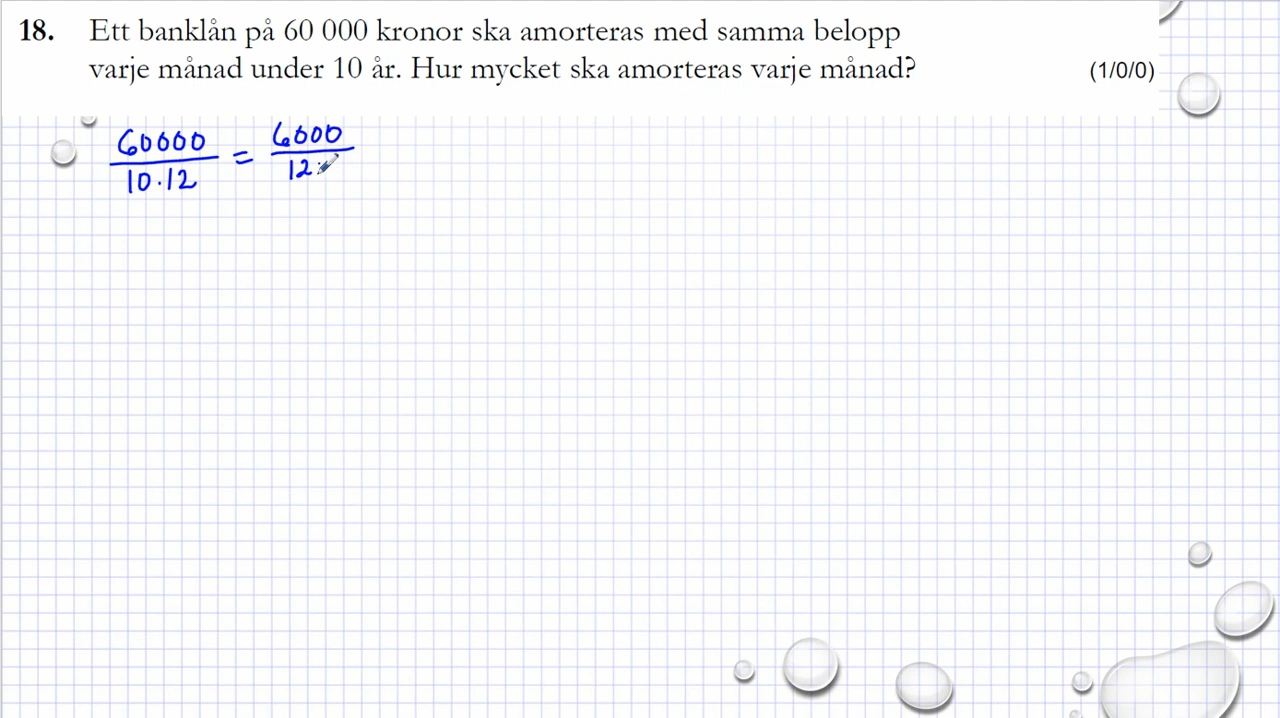 18. Ett banklån på 60 000 kronor ska amorteras med samma belopp
varje månad under 10 år. Hur mycket ska amorteras varje månad? (1/0/0)
60000/10·12 = 6000/12